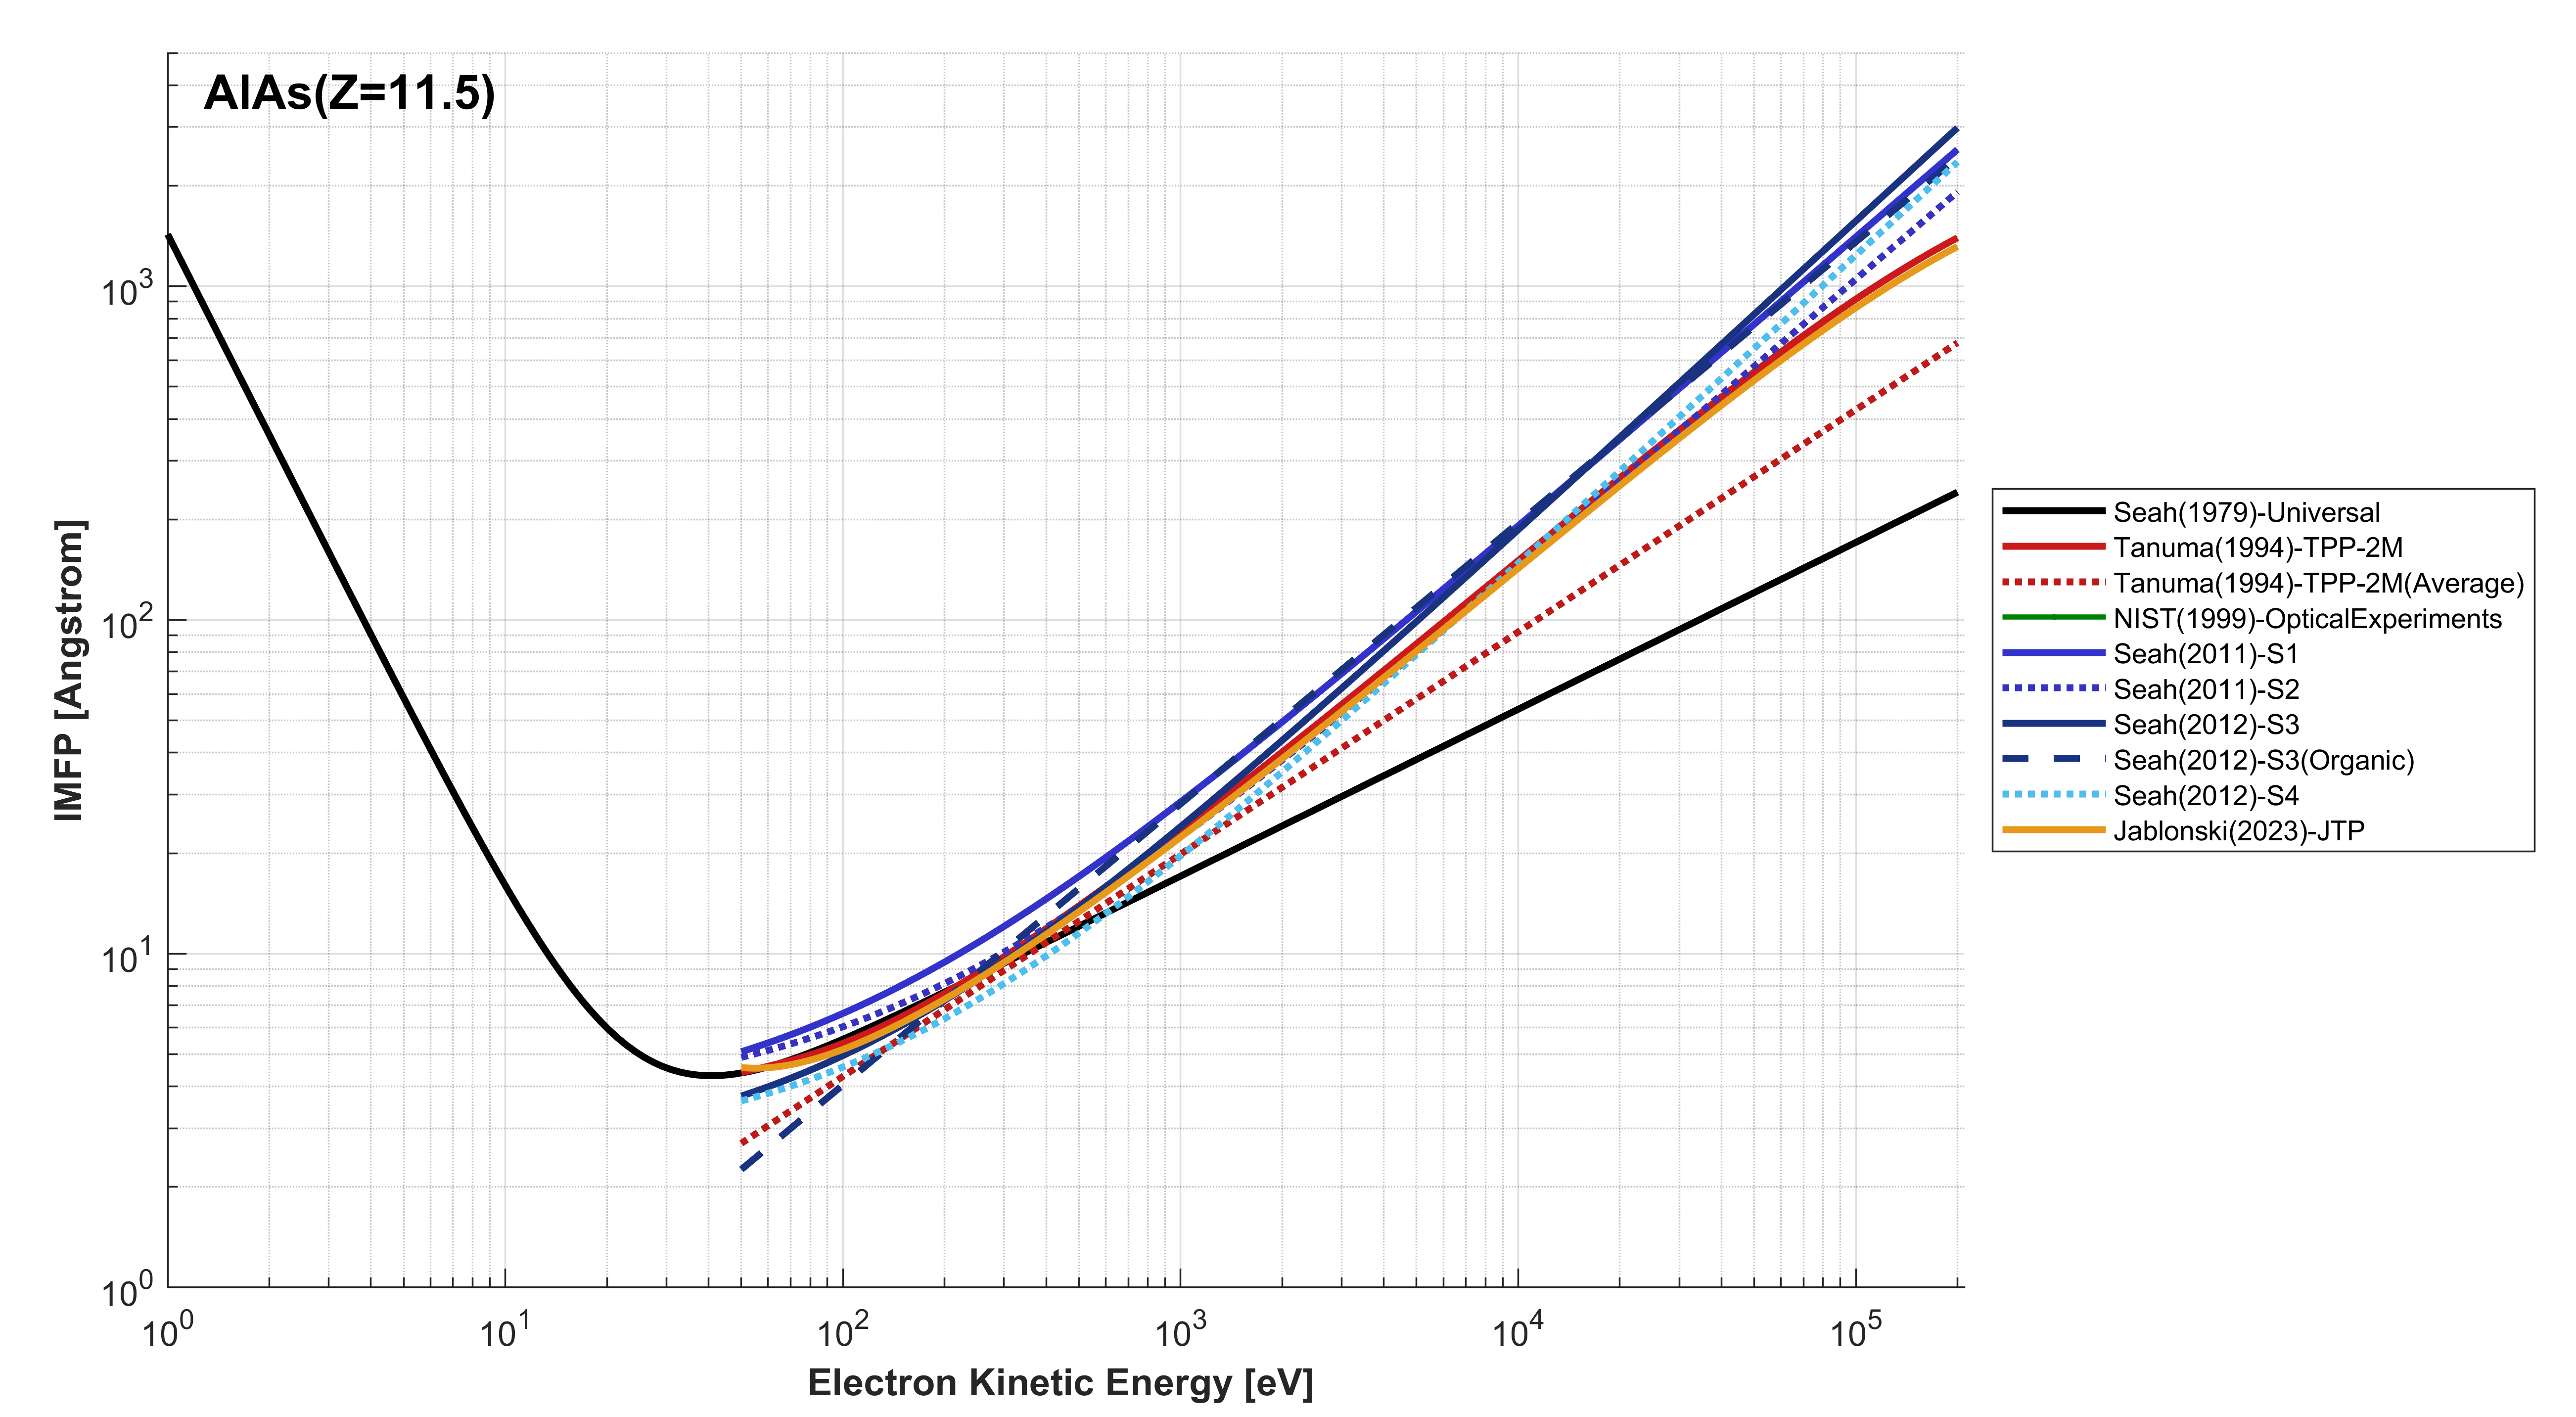 AlAs(Z=11.5)
IMFP [Angstrom]
10^3
10^2
10^1
10^0
10^0 10^1 10^2 10^3 10^4 10^5
Electron Kinetic Energy [eV]
Seah(1979)-Universal
Tanuma(1994)-TPP-2M
Tanuma(1994)-TPP-2M(Average)
NIST(1999)-OpticalExperiments
Seah(2011)-S1
Seah(2011)-S2
Seah(2012)-S3
Seah(2012)-S3(Organic)
Seah(2012)-S4
Jablonski(2023)-JTP